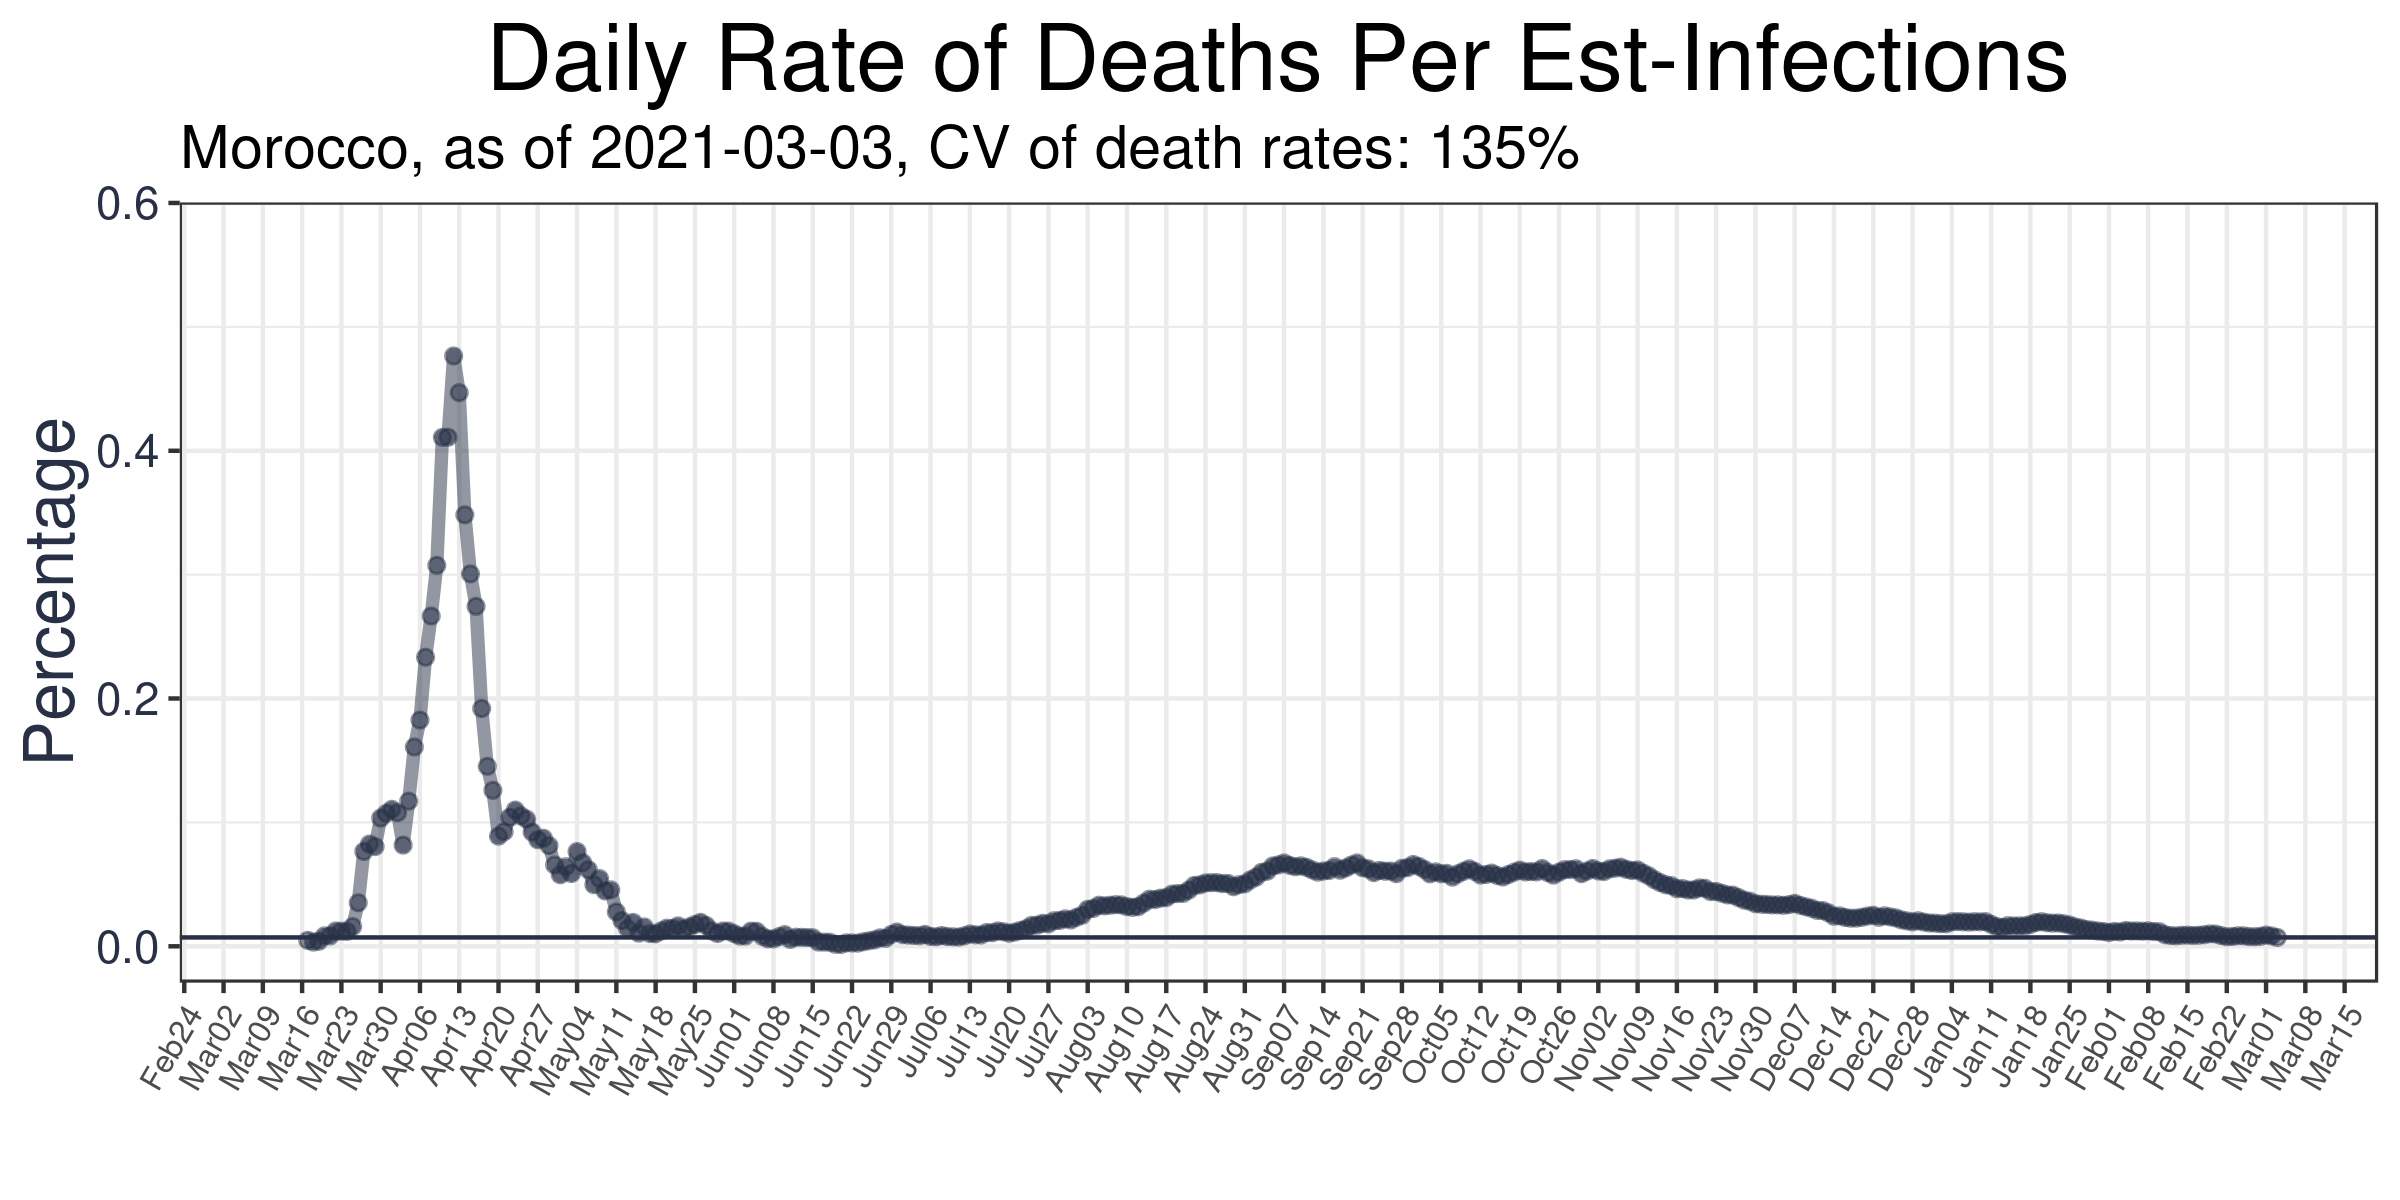 Daily Rate of Deaths Per Est-Infections
Morocco, as of 2021-03-03, CV of death rates: 135%
Percentage
0.6
0.4
0.2
0.0
Feb24
Mar02
Mar09
Mar16
Mar23
Mar30
Apr06
Apr13
Apr20
Apr27
May04
May11
May18
May25
Jun01
Jun08
Jun15
Jun22
Jun29
Jul06
Jul13
Jul20
Jul27
Aug03
Aug10
Aug17
Aug24
Aug31
Sep07
Sep14
Sep21
Sep28
Oct05
Oct12
Oct19
Oct26
Nov02
Nov09
Nov16
Nov23
Nov30
Dec07
Dec14
Dec21
Dec28
Jan04
Jan11
Jan18
Jan25
Feb01
Feb08
Feb15
Feb22
Mar01
Mar08
Mar15